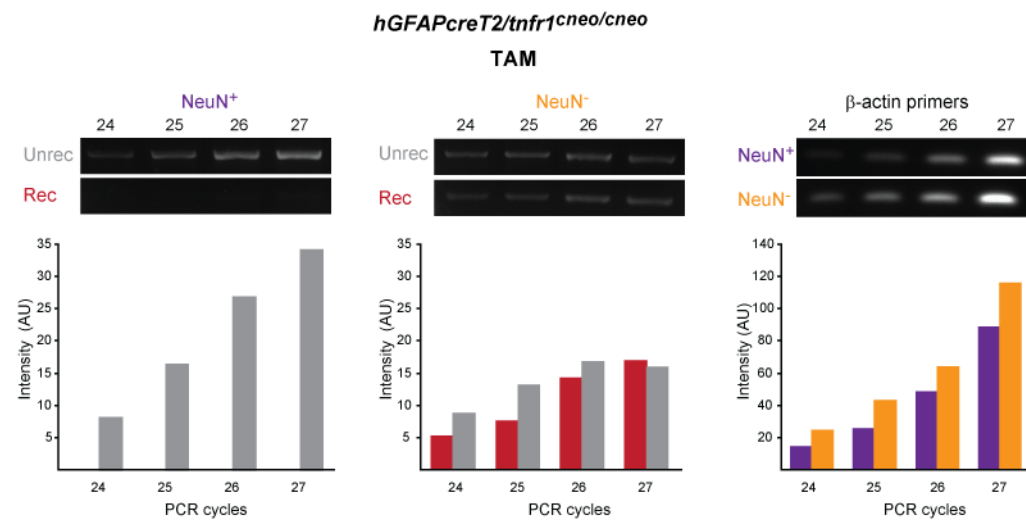 hGFAPcreT2/tnfr1cneo/cneo
TAM
NeuN+
24 25 26 27
Unrec
Rec
Intensity (AU)
35
30
25
20
15
10
5
24 25 26 27
PCR cycles
NeuN-
24 25 26 27
Unrec
Rec
Intensity (AU)
35
30
25
20
15
10
5
24 25 26 27
PCR cycles
β-actin primers
24 25 26 27
NeuN+
NeuN-
Intensity (AU)
140
120
100
80
60
40
20
24 25 26 27
PCR cycles